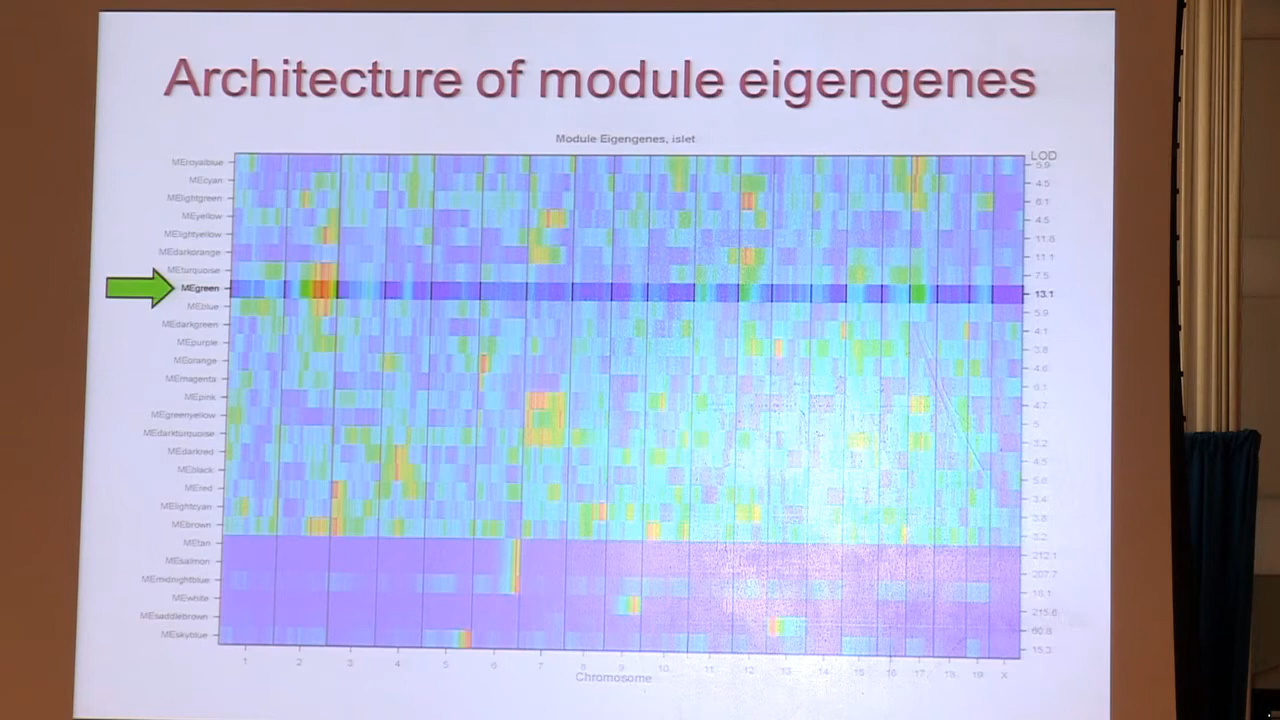 Architecture of module eigengenes
Module Eigengenes, islet
LOD
MEroyalblue 5.9
MEcyan 4.5
MElightgreen 6.1
MEyellow 4.5
MElightyellow 11.8
MEdarkorange 11.1
MEturquoise 7.5
MEgreen 13.1
MEblue 5.9
MEdarkgreen 4.1
MEpurple 3.8
MEorange 4.6
MEmagenta 6.1
MEpink 4.7
MEgreenyellow 5
MEdarkturquoise 3.2
MEdarkred 4.5
MEblack 5.6
MEred 3.4
MElightcyan 3.8
MEbrown 3.2
MEtan 212.1
MEsalmon 207.7
MEmidnightblue 18.1
MEwhite 215.6
MEsaddlebrown 60.8
MEskyblue 15.3
1 2 3 4 5 6 7 8 9 10 11 12 13 14 15 16 17 18 19 X
Chromosome